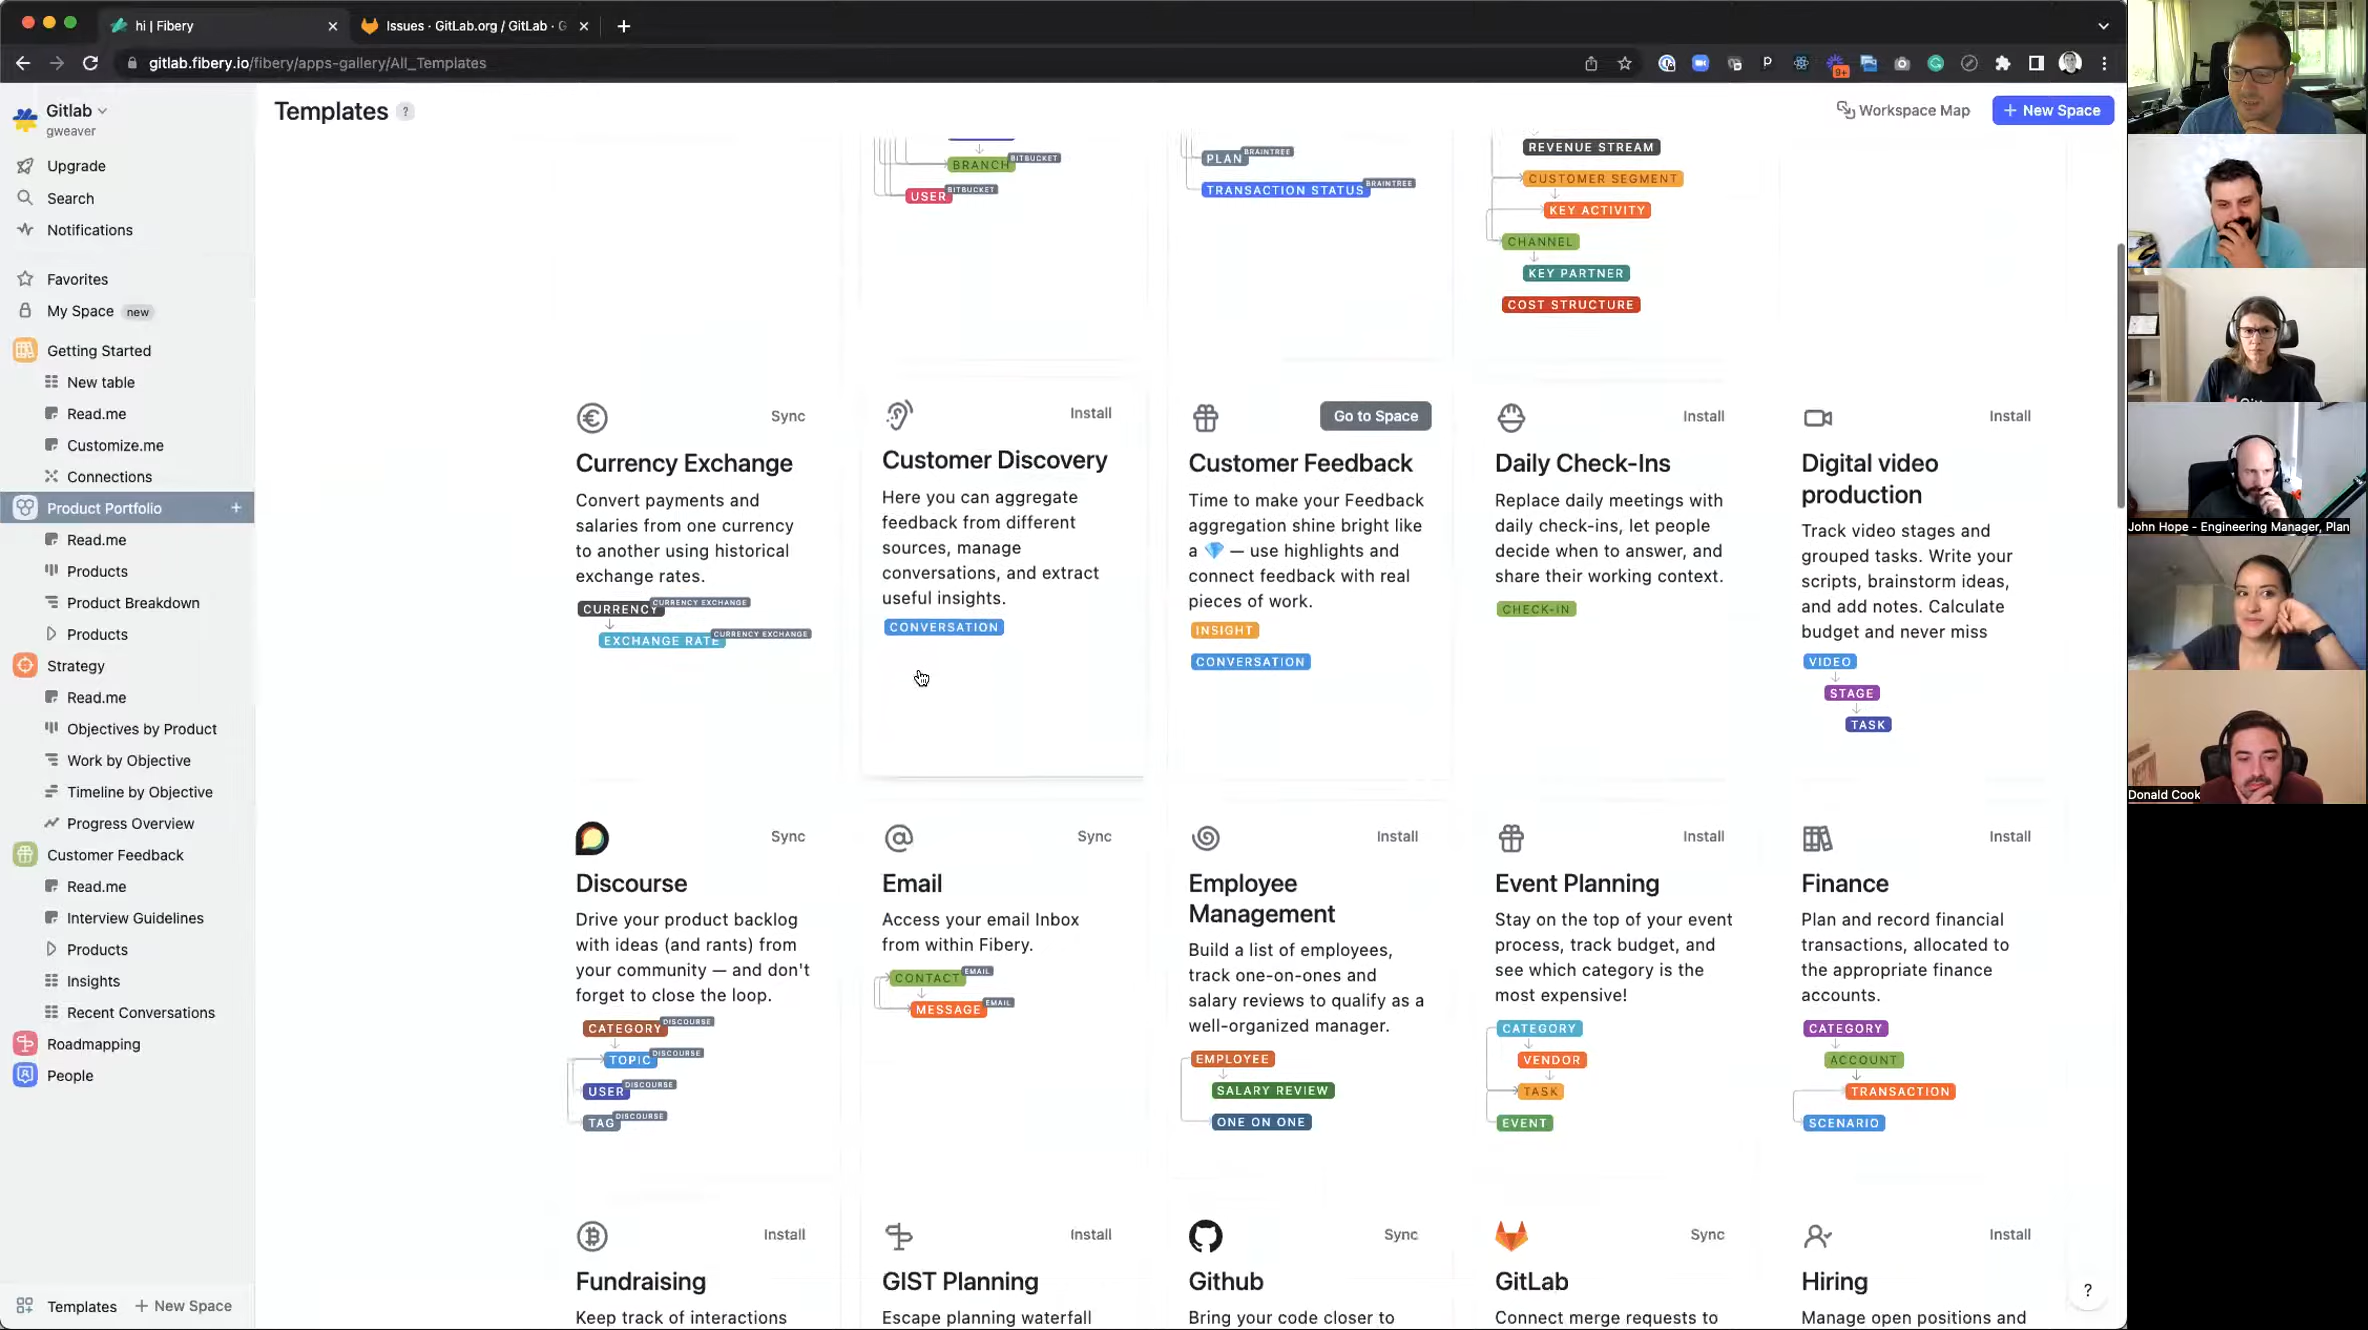 hi | Fibery
Issues · GitLab.org / GitLab ·
gitlab.fibery.io/fibery/apps-gallery/All_Templates
P
9+
Gitlab
gweaver
Upgrade
Search
Notifications
Favorites
My Space new
Getting Started
New table
Read.me
Customize.me
Connections
Product Portfolio +
Read.me
Products
Product Breakdown
Products
Strategy
Read.me
Objectives by Product
Work by Objective
Timeline by Objective
Progress Overview
Customer Feedback
Read.me
Interview Guidelines
Products
Insights
Recent Conversations
Roadmapping
People
Templates + New Space
Templates ?
Workspace Map
+ New Space
BRANCH BITBUCKET
USER BITBUCKET
PLAN BRAINTREE
TRANSACTION STATUS BRAINTREE
REVENUE STREAM
CUSTOMER SEGMENT
KEY ACTIVITY
CHANNEL
KEY PARTNER
COST STRUCTURE
Sync
Currency Exchange
Convert payments and
salaries from one currency
to another using historical
exchange rates.
CURRENCY CURRENCY EXCHANGE
EXCHANGE RATE CURRENCY EXCHANGE
Install
Customer Discovery
Here you can aggregate
feedback from different
sources, manage
conversations, and extract
useful insights.
CONVERSATION
Go to Space
Customer Feedback
Time to make your Feedback
aggregation shine bright like
a 💎 — use highlights and
connect feedback with real
pieces of work.
INSIGHT
CONVERSATION
Install
Daily Check-Ins
Replace daily meetings with
daily check-ins, let people
decide when to answer, and
share their working context.
CHECK-IN
Install
Digital video
production
Track video stages and
grouped tasks. Write your
scripts, brainstorm ideas,
and add notes. Calculate
budget and never miss
VIDEO
STAGE
TASK
Sync
Discourse
Drive your product backlog
with ideas (and rants) from
your community — and don't
forget to close the loop.
CATEGORY DISCOURSE
TOPIC DISCOURSE
USER DISCOURSE
TAG DISCOURSE
Sync
Email
Access your email Inbox
from within Fibery.
CONTACT EMAIL
MESSAGE EMAIL
Install
Employee
Management
Build a list of employees,
track one-on-ones and
salary reviews to qualify as a
well-organized manager.
EMPLOYEE
SALARY REVIEW
ONE ON ONE
Install
Event Planning
Stay on the top of your event
process, track budget, and
see which category is the
most expensive!
CATEGORY
VENDOR
TASK
EVENT
Install
Finance
Plan and record financial
transactions, allocated to
the appropriate finance
accounts.
CATEGORY
ACCOUNT
TRANSACTION
SCENARIO
Install
Fundraising
Keep track of interactions
Install
GIST Planning
Escape planning waterfall
Sync
Github
Bring your code closer to
Sync
GitLab
Connect merge requests to
Install
Hiring
Manage open positions and
?
John Hope - Engineering Manager, Plan
Donald Cook